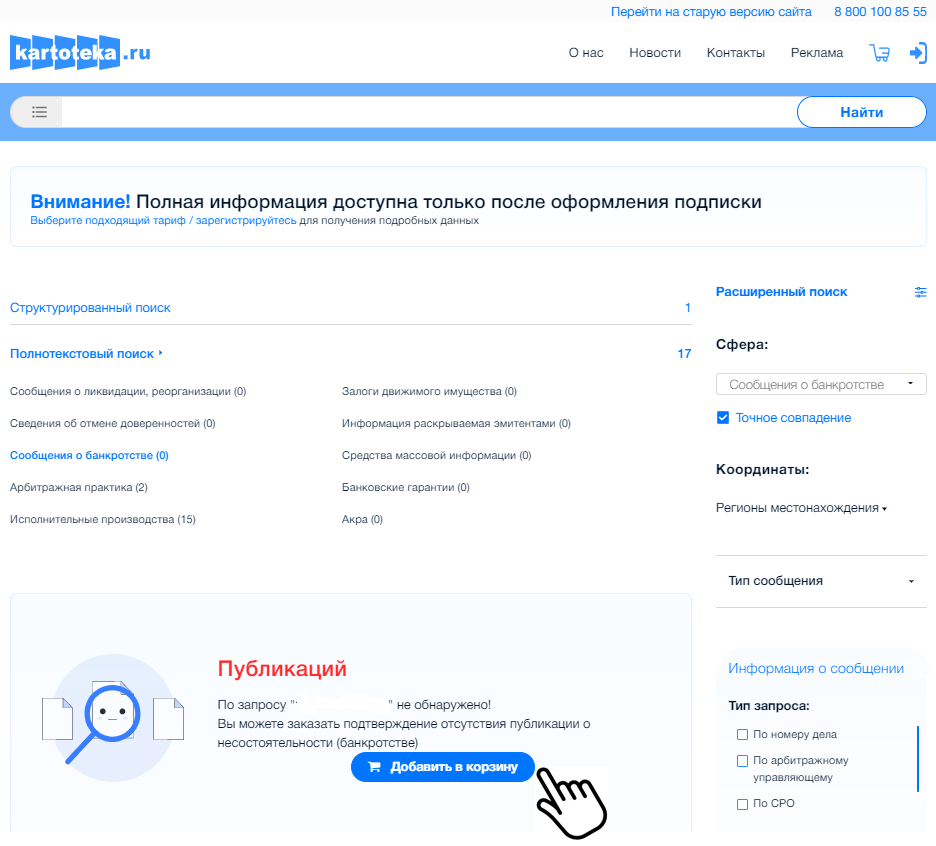 Перейти на старую версию сайта 8 800 100 85 55
kartoteka.ru
О нас Новости Контакты Реклама
Найти
Внимание! Полная информация доступна только после оформления подписки
Выберите подходящий тариф / зарегистрируйтесь для получения подробных данных
Структурированный поиск 1
Полнотекстовый поиск 17
Сообщения о ликвидации, реорганизации (0)
Залоги движимого имущества (0)
Сведения об отмене доверенностей (0)
Информация раскрываемая эмитентами (0)
Сообщения о банкротстве (0)
Средства массовой информации (0)
Арбитражная практика (2)
Банковские гарантии (0)
Исполнительные производства (15)
Акра (0)
Публикаций
По запросу " " не обнаружено!
Вы можете заказать подтверждение отсутствия публикации о
несостоятельности (банкротстве)
Добавить в корзину
Расширенный поиск
Сфера:
Сообщения о банкротстве
Точное совпадение
Координаты:
Регионы местонахождения
Тип сообщения
Информация о сообщении
Тип запроса:
По номеру дела
По арбитражному
управляющему
По СРО